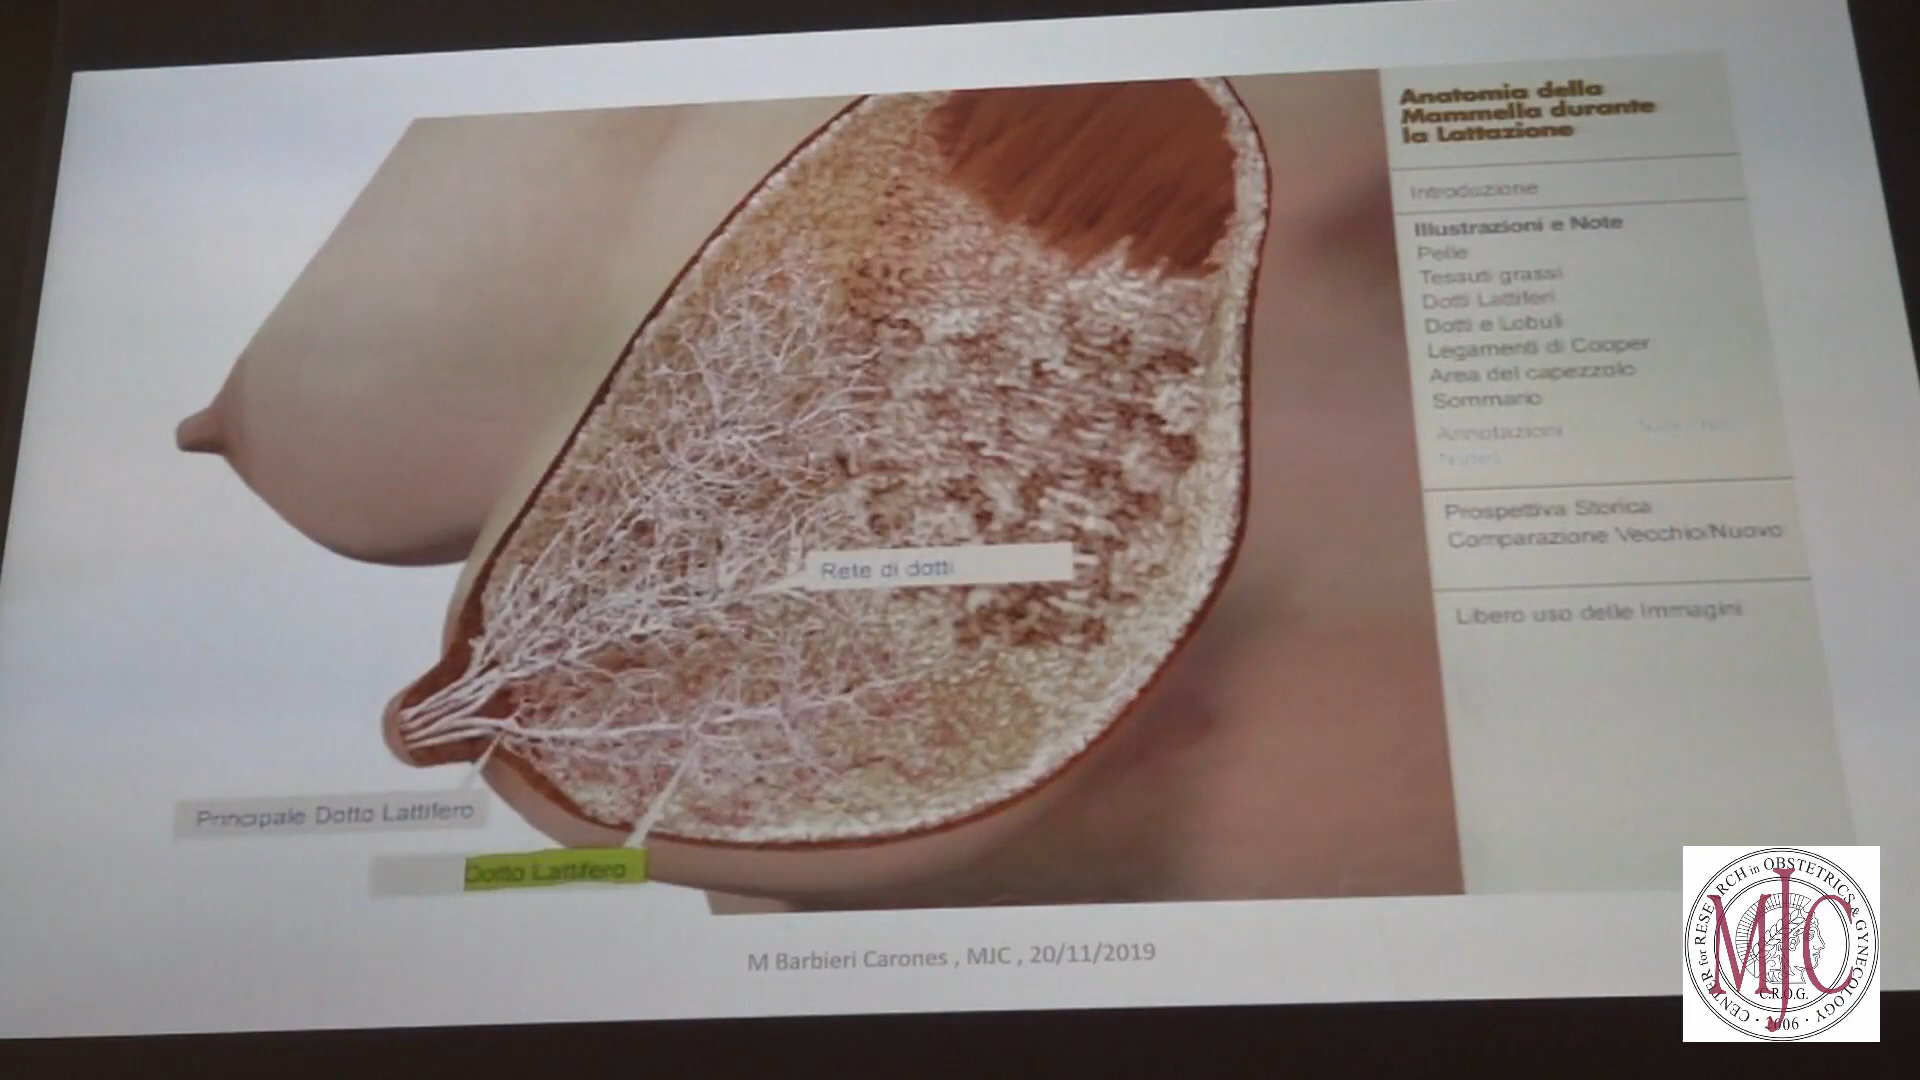 Anatomia della
Mammella durante
la Lattazione
Introduzione
Illustrazioni e Note
Pelle
Tessuti grassi
Dotti Lattiferi
Dotti e Lobuli
Legamenti di Cooper
Area del capezzolo
Sommario
Annotazioni
Notes
Prospettiva Storica
Comparazione Vecchio/Nuovo
Libero uso delle Immagini
Rete di dotti
Principale Dotto Lattifero
Dotto Lattifero
M Barbieri Carones , MJC , 20/11/2019
CENTER for RESEARCH in OBSTETRICS & GYNECOLOGY
MJC
C.R.O.G.
· 2006 ·